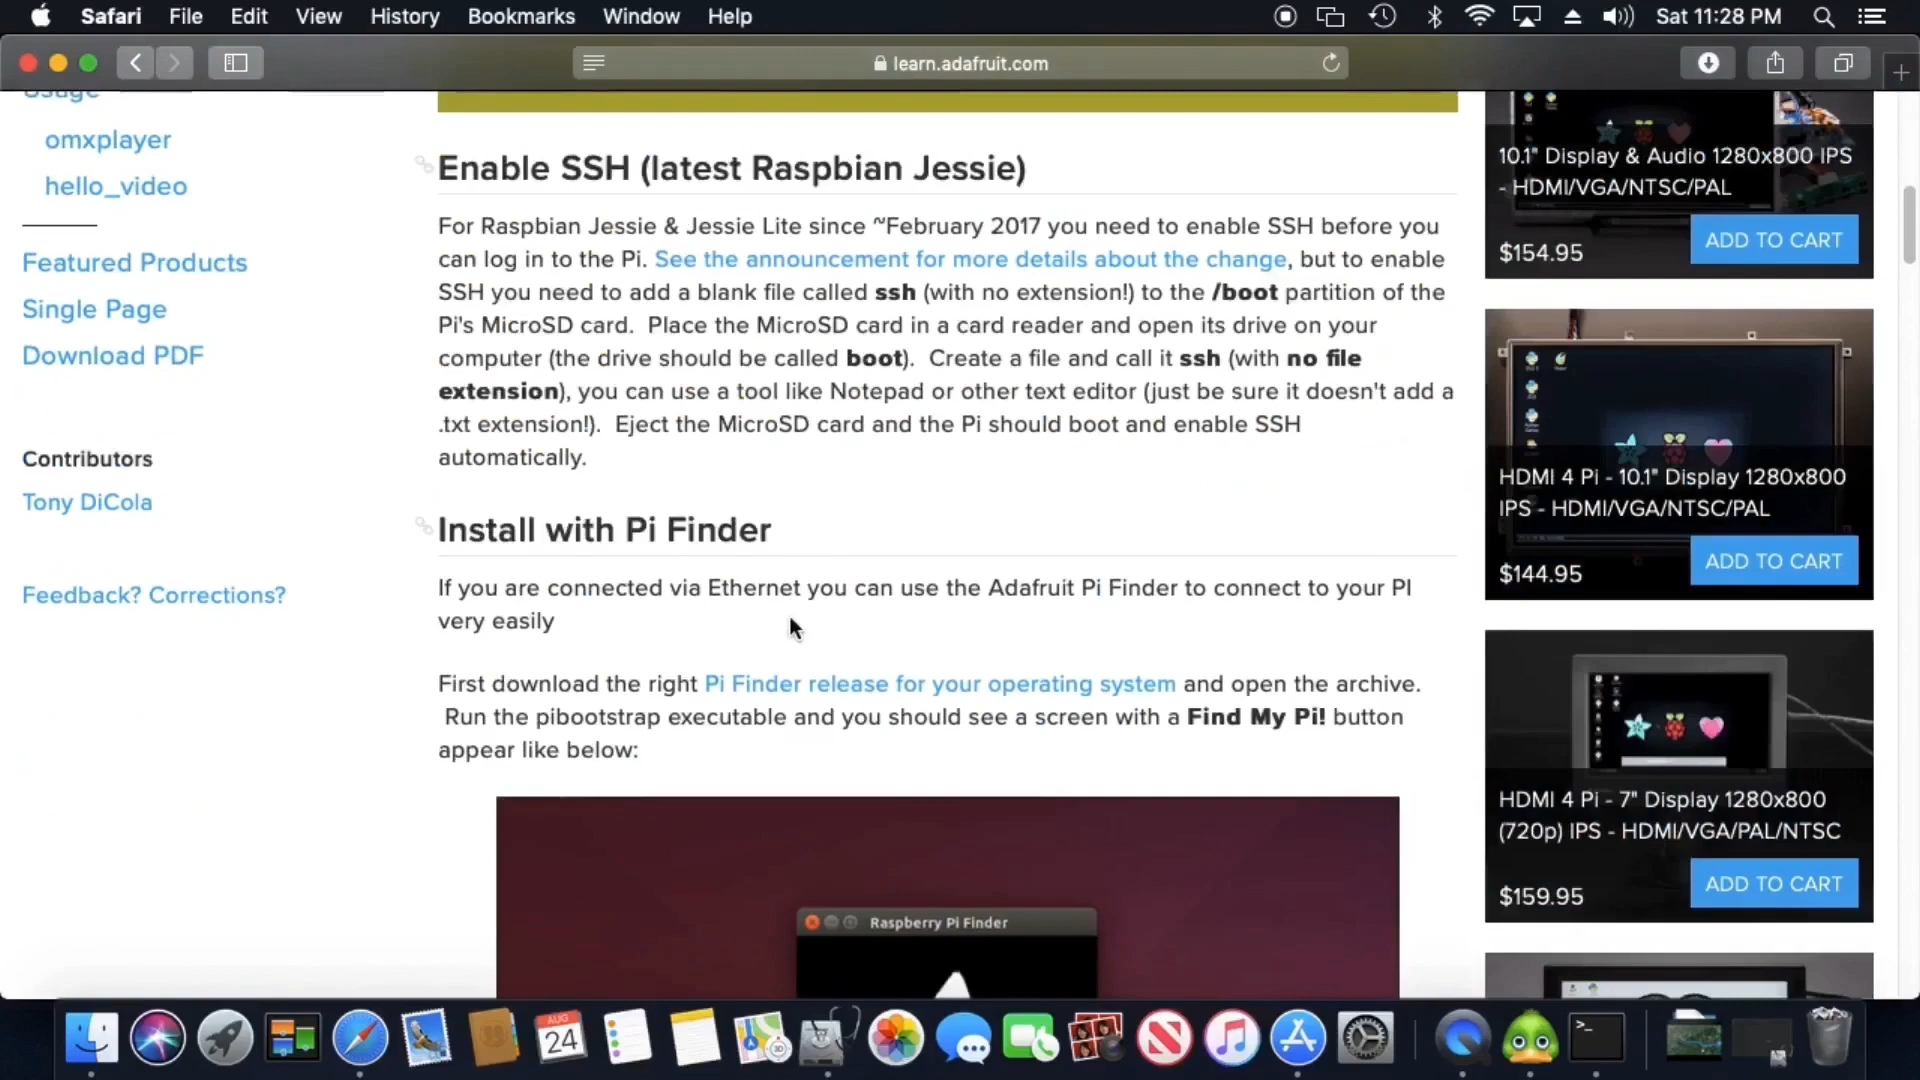 Safari File Edit View History Bookmarks Window Help Sat 11:28 PM
learn.adafruit.com
Usage
omxplayer
hello_video
Featured Products
Single Page
Download PDF
Contributors
Tony DiCola
Feedback? Corrections?
Enable SSH (latest Raspbian Jessie)
For Raspbian Jessie & Jessie Lite since ~February 2017 you need to enable SSH before you
can log in to the Pi. See the announcement for more details about the change, but to enable
SSH you need to add a blank file called ssh (with no extension!) to the /boot partition of the
Pi's MicroSD card. Place the MicroSD card in a card reader and open its drive on your
computer (the drive should be called boot). Create a file and call it ssh (with no file
extension), you can use a tool like Notepad or other text editor (just be sure it doesn't add a
.txt extension!). Eject the MicroSD card and the Pi should boot and enable SSH
automatically.
Install with Pi Finder
If you are connected via Ethernet you can use the Adafruit Pi Finder to connect to your PI
very easily
First download the right Pi Finder release for your operating system and open the archive.
Run the pibootstrap executable and you should see a screen with a Find My Pi! button
appear like below:
Raspberry Pi Finder
10.1" Display & Audio 1280x800 IPS
- HDMI/VGA/NTSC/PAL
$154.95
ADD TO CART
HDMI 4 Pi - 10.1" Display 1280x800
IPS - HDMI/VGA/NTSC/PAL
$144.95
ADD TO CART
HDMI 4 Pi - 7" Display 1280x800
(720p) IPS - HDMI/VGA/PAL/NTSC
$159.95
ADD TO CART
AUG
24